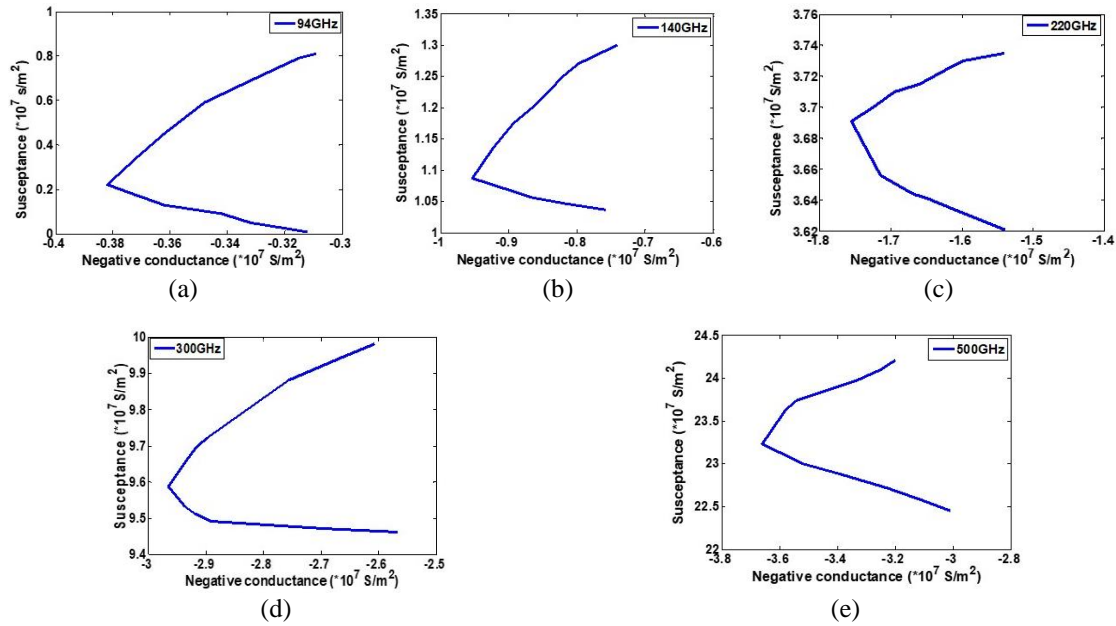 94GHz
1
0.8
0.6
0.4
0.2
0
Susceptance (*10^7 s/m^2)
-0.4 -0.38 -0.36 -0.34 -0.32 -0.3
Negative conductance (*10^7 S/m^2)
(a)
140GHz
1.35
1.3
1.25
1.2
1.15
1.1
1.05
1
Susceptance (*10^7 S/m^2)
-1 -0.9 -0.8 -0.7 -0.6
Negative conductance (*10^7 S/m^2)
(b)
220GHz
3.76
3.74
3.7
3.66
3.64
3.62
Susceptance (*10^7 S/m^2)
-1.8 -1.7 -1.6 -1.5 -1.4
Negative conductance (*10^7 S/m^2)
(c)
300GHz
10
9.9
9.8
9.7
9.6
9.5
9.4
Susceptance (*10^7 S/m^2)
-3 -2.9 -2.8 -2.7 -2.6 -2.5
Negative conductance (*10^7 S/m^2)
(d)
500GHz
24.5
24
23.5
23
22.5
22
Susceptance (*10^7 S/m^2)
-3.8 -3.6 -3.4 -3.2 -3 -2.8
Negative conductance (*10^7 S/m^2)
(e)